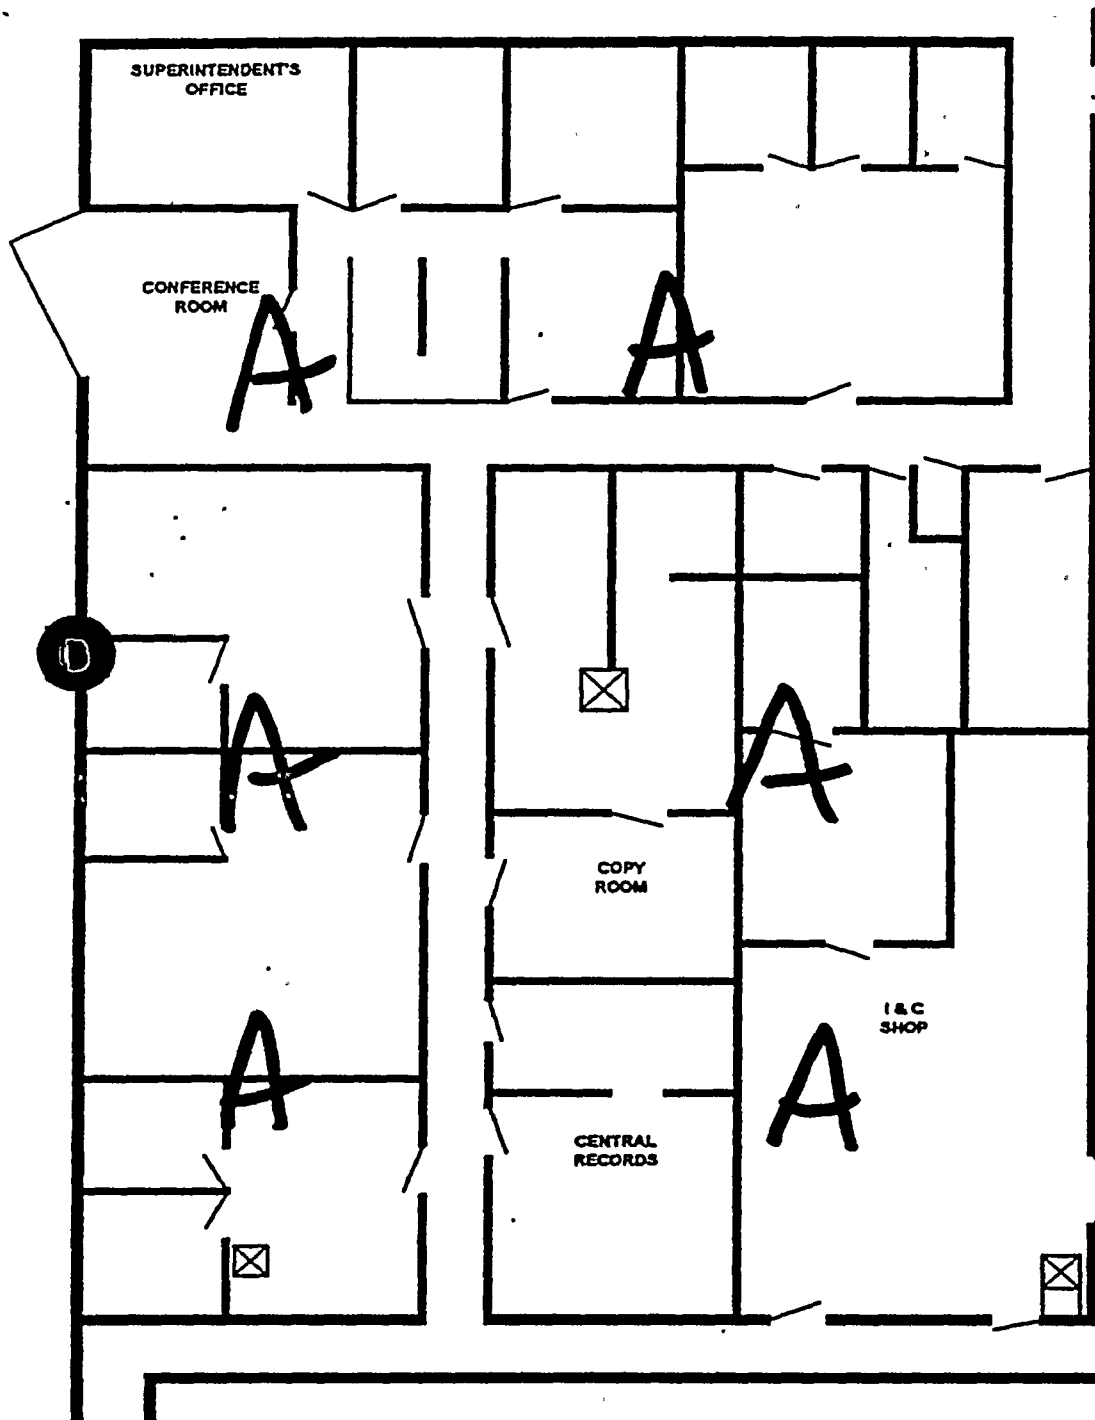 SUPERINTENDENT'S
OFFICE
CONFERENCE
ROOM
A
A
D
A
A
COPY
ROOM
I & C
SHOP
A
A
CENTRAL
RECORDS